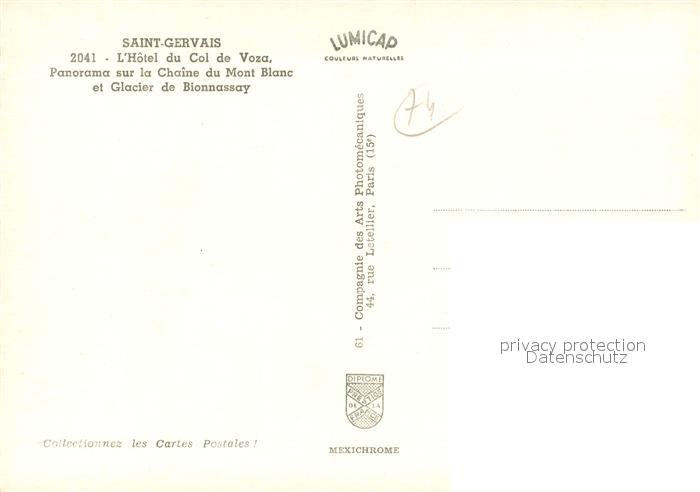 SAINT-GERVAIS
2041 - L'Hôtel du Col de Voza,
Panorama sur la Chaîne du Mont Blanc
et Glacier de Bionnassay
LUMICAP
COULEURS NATURELLES
74
61 - Compagnie des Arts Photomécaniques
44, rue Letellier, Paris (15e)
privacy protection
Datenschutz
DIPLOME
PRESTIGE
DE LA
FRANCE
Collectionnez les Cartes Postales !
MEXICHROME